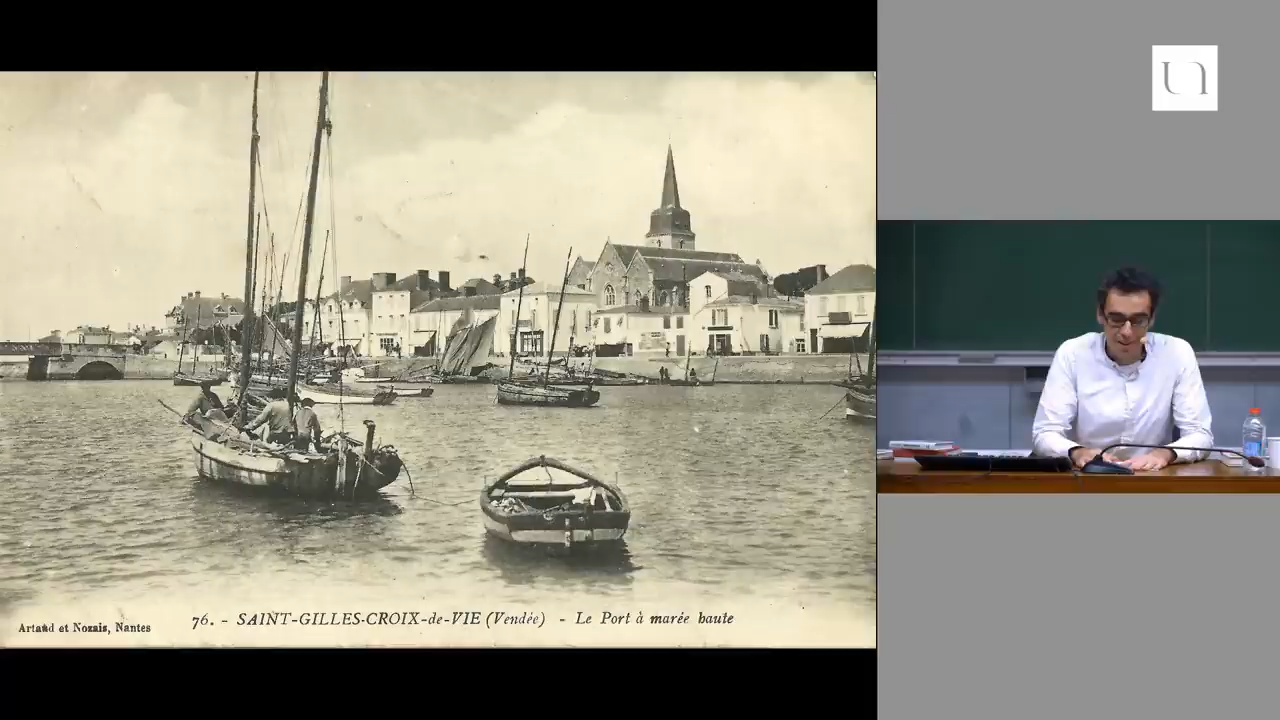 76. - SAINT-GILLES-CROIX-de-VIE (Vendée) - Le Port à marée haute
Artaud et Nozais, Nantes